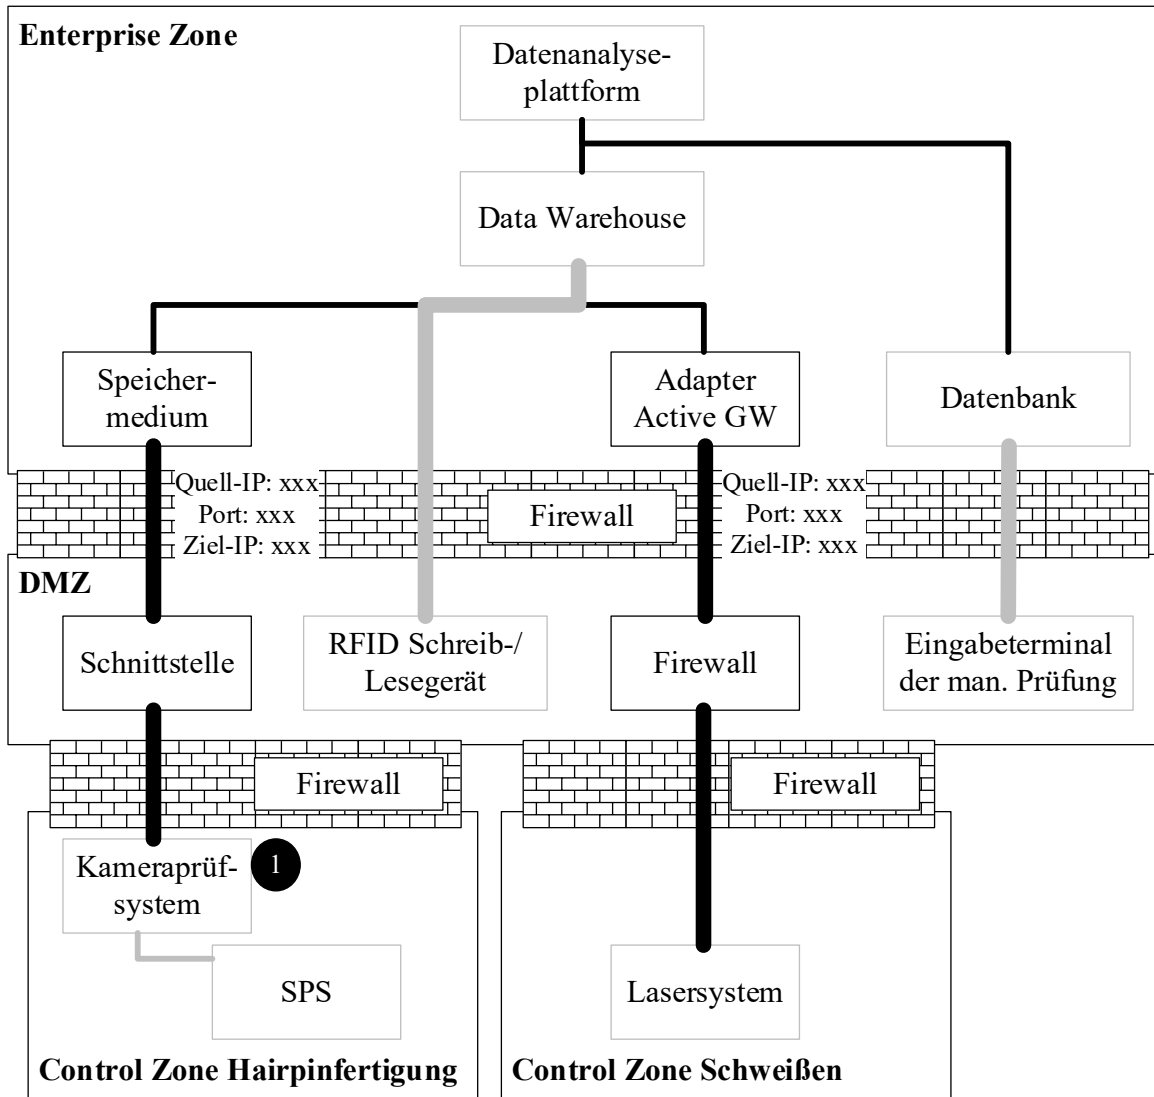 Enterprise Zone
Datenanalyse-
plattform
Data Warehouse
Speicher-
medium
Adapter
Active GW
Datenbank
Quell-IP: xxx
Port: xxx
Ziel-IP: xxx
Firewall
Quell-IP: xxx
Port: xxx
Ziel-IP: xxx
DMZ
Schnittstelle
RFID Schreib-/
Lesegerät
Firewall
Eingabeterminal
der man. Prüfung
Firewall
Firewall
Kameraprüf-
system
1
SPS
Lasersystem
Control Zone Hairpinfertigung
Control Zone Schweißen